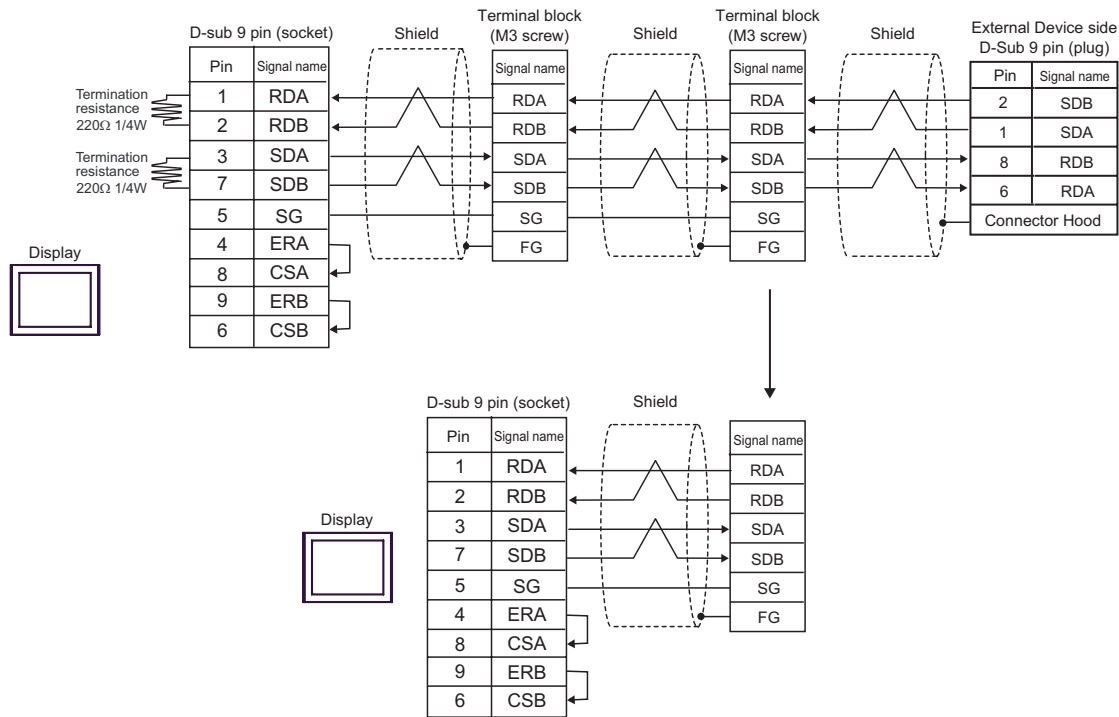 D-sub 9 pin (socket)
Shield
Terminal block
(M3 screw)
Shield
Terminal block
(M3 screw)
Shield
External Device side
D-Sub 9 pin (plug)
Pin Signal name
1 RDA
2 RDB
3 SDA
7 SDB
5 SG
4 ERA
8 CSA
9 ERB
6 CSB
Termination
resistance
220Ω 1/4W
Termination
resistance
220Ω 1/4W
Display
Signal name
RDA
RDB
SDA
SDB
SG
FG
Signal name
RDA
RDB
SDA
SDB
SG
FG
Pin Signal name
2 SDB
1 SDA
8 RDB
6 RDA
Connector Hood
D-sub 9 pin (socket)
Shield
Pin Signal name
1 RDA
2 RDB
3 SDA
7 SDB
5 SG
4 ERA
8 CSA
9 ERB
6 CSB
Display
Signal name
RDA
RDB
SDA
SDB
SG
FG